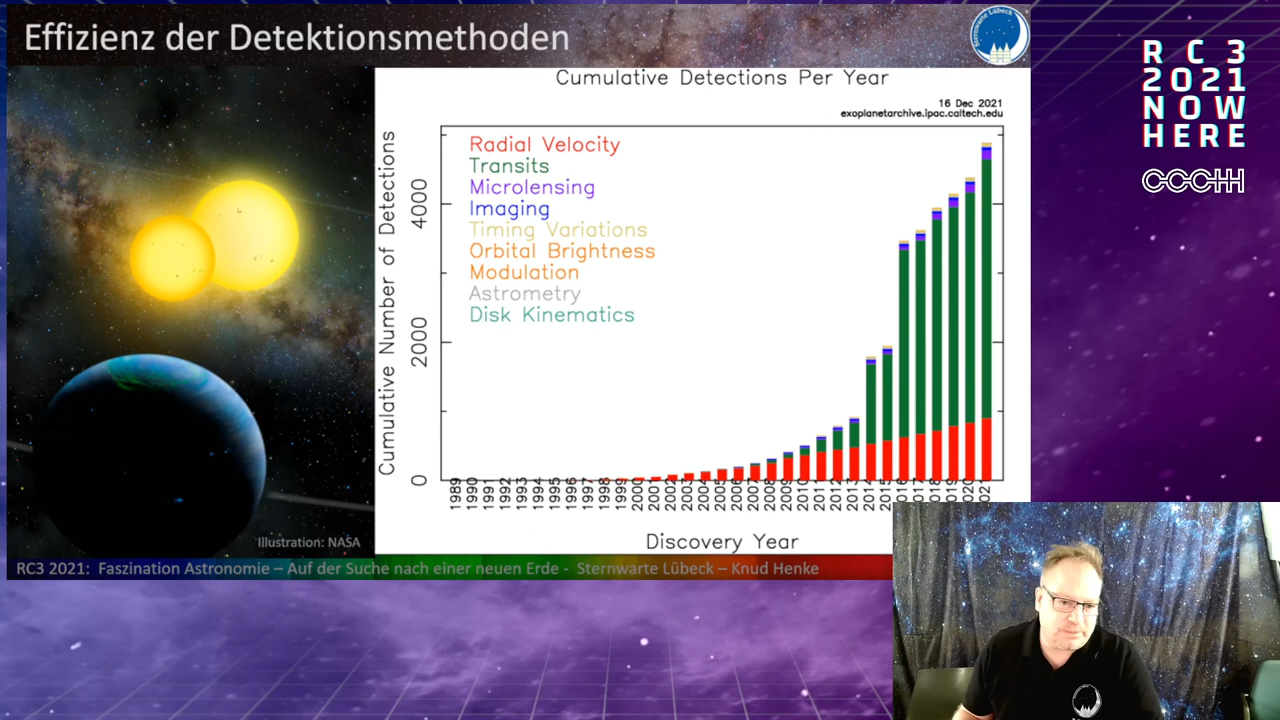 Effizienz der Detektionsmethoden
Sternwarte Lübeck
R C 3
2021
N O W
H E R E
CCCHH
Cumulative Detections Per Year
16 Dec 2021
exoplanetarchive.ipac.caltech.edu
Cumulative Number of Detections
Radial Velocity
Transits
Microlensing
Imaging
Timing Variations
Orbital Brightness
Modulation
Astrometry
Disk Kinematics
4000
2000
0
1989
1990
1991
1992
1993
1994
1995
1996
1997
1998
1999
2000
2001
2002
2003
2004
2005
2006
2007
2008
2009
2010
2011
2012
2013
2014
2015
2016
2017
2018
2019
2020
2021
Discovery Year
Illustration: NASA
RC3 2021: Faszination Astronomie – Auf der Suche nach einer neuen Erde - Sternwarte Lübeck – Knud Henke